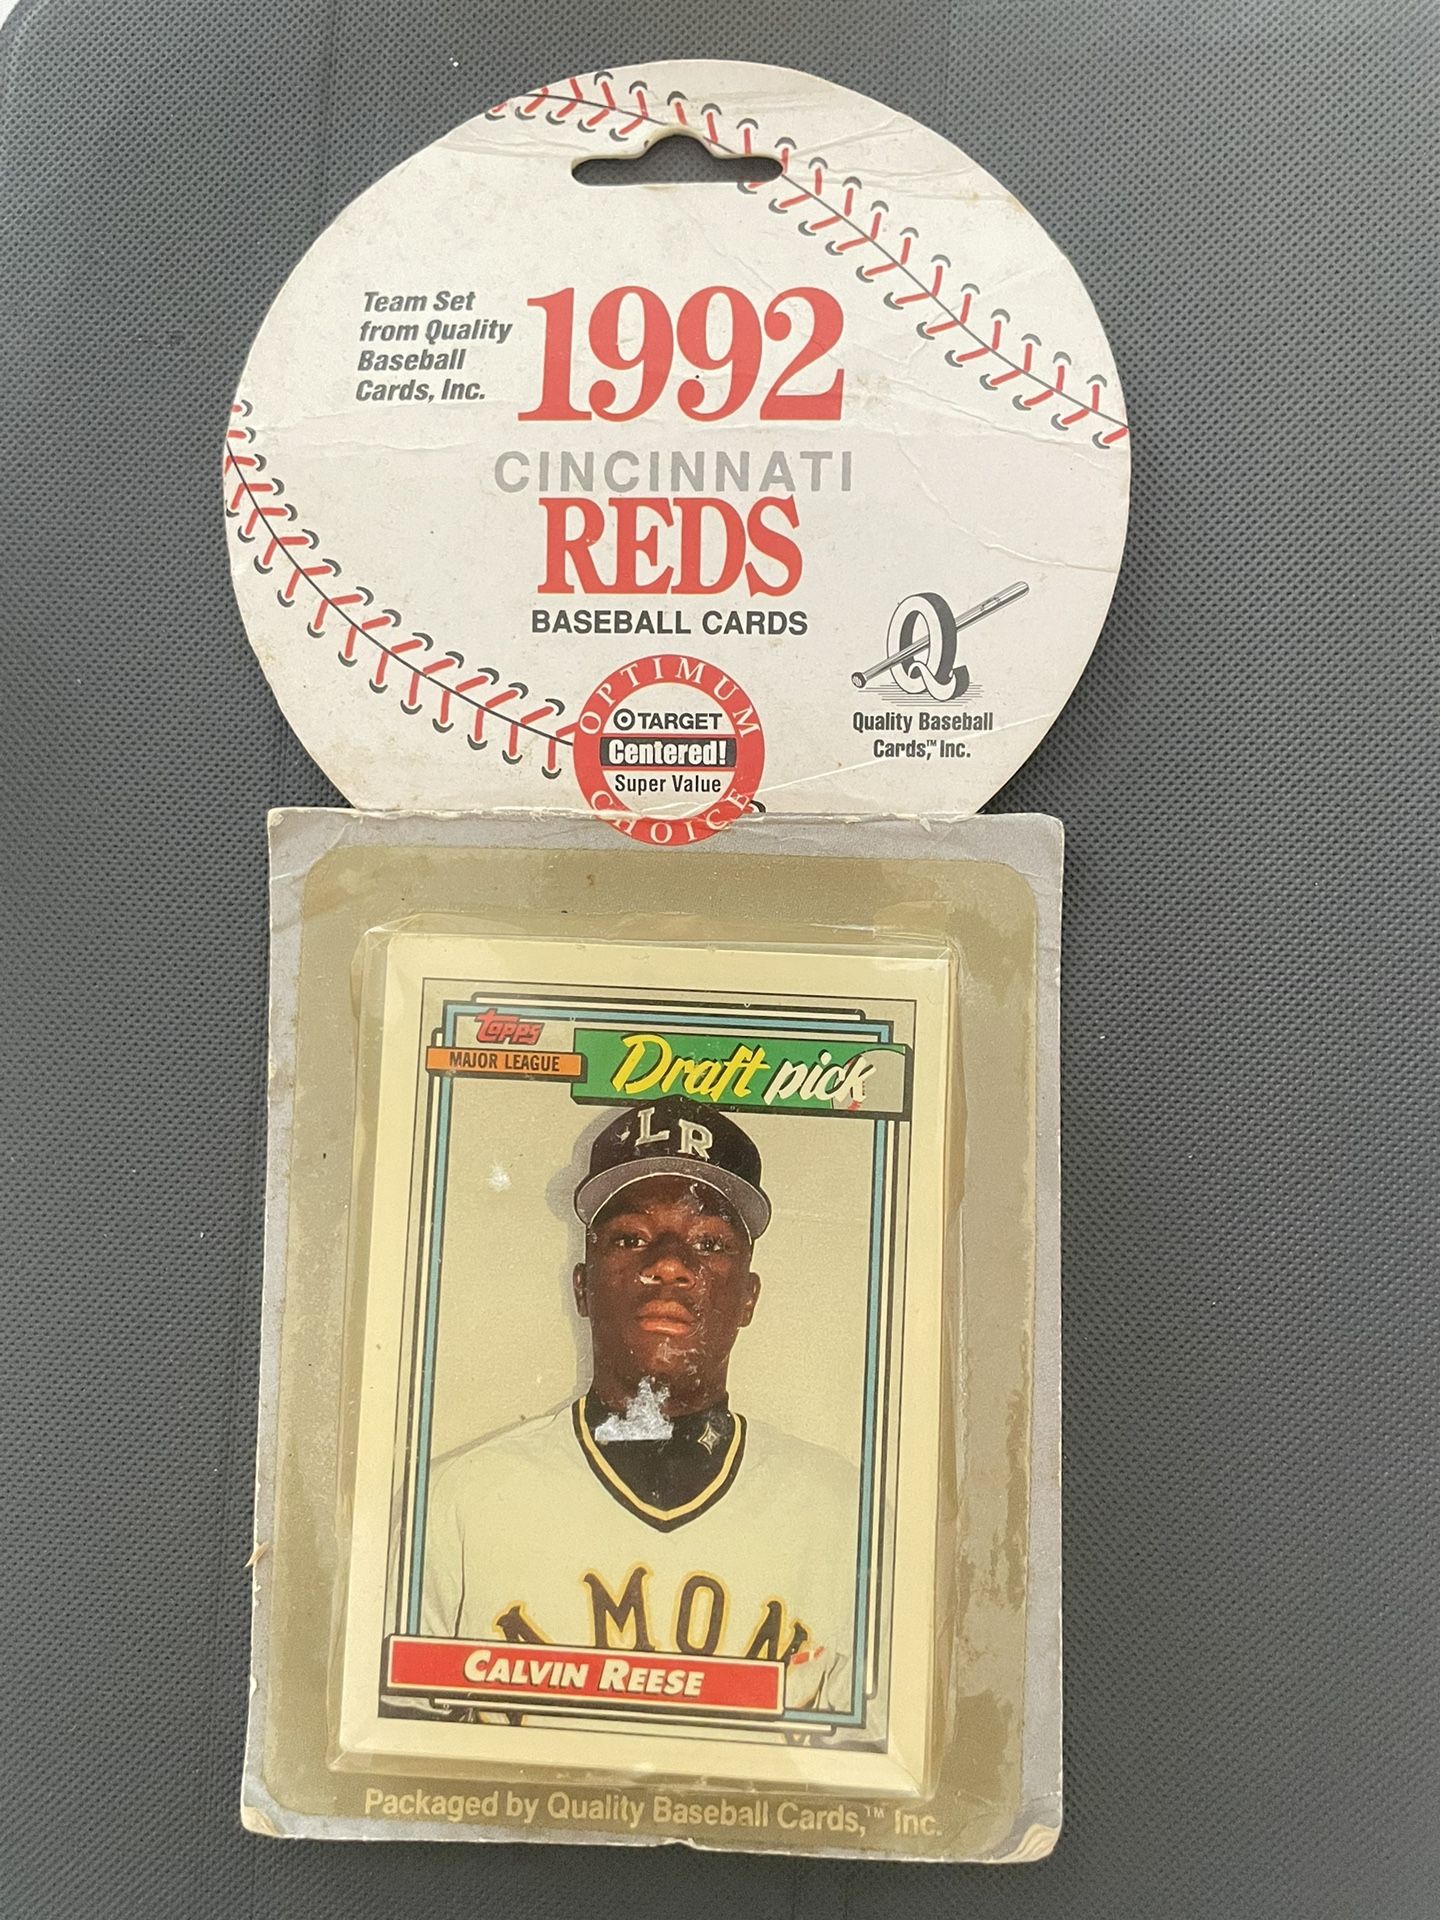 Team Set
from Quality
Baseball
Cards, Inc.
1992
CINCINNATI
REDS
BASEBALL CARDS
OPTIMUM
TARGET
Centered!
Super Value
CHOICE
Q
Quality Baseball
Cards,™ Inc.
Topps
MAJOR LEAGUE
Draft pick
LR
AMON
CALVIN REESE
Packaged by Quality Baseball Cards,™ Inc.